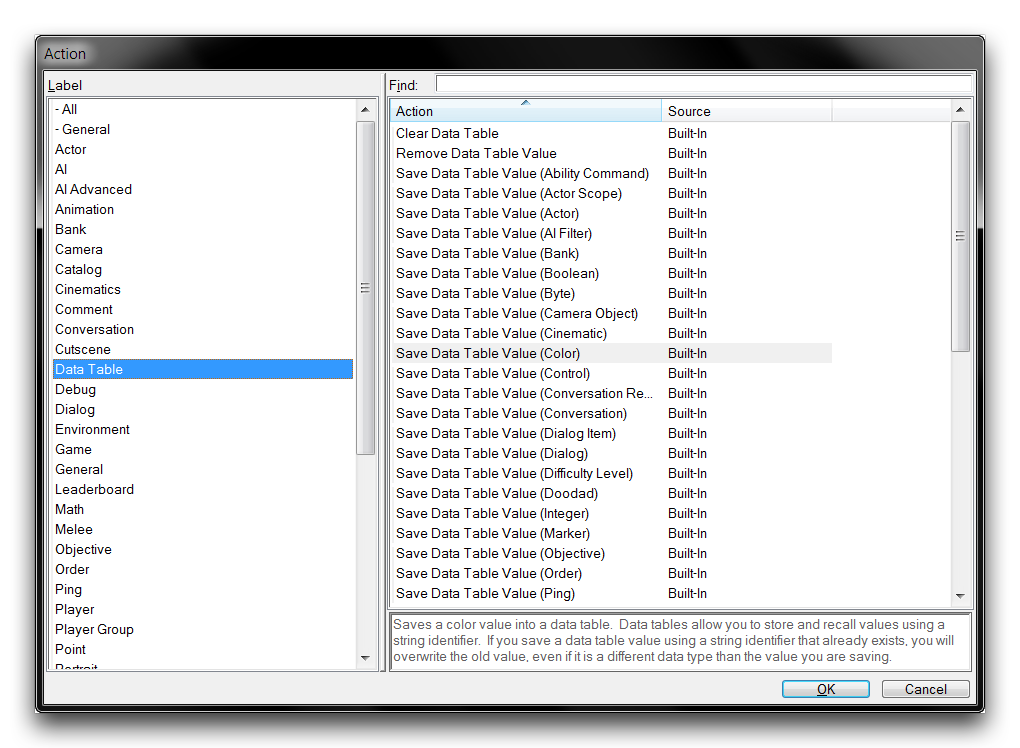 Action
Label
- All
- General
Actor
AI
AI Advanced
Animation
Bank
Camera
Catalog
Cinematics
Comment
Conversation
Cutscene
Data Table
Debug
Dialog
Environment
Game
General
Leaderboard
Math
Melee
Objective
Order
Ping
Player
Player Group
Point
Portrait
Find:
Action Source
Clear Data Table Built-In
Remove Data Table Value Built-In
Save Data Table Value (Ability Command) Built-In
Save Data Table Value (Actor Scope) Built-In
Save Data Table Value (Actor) Built-In
Save Data Table Value (AI Filter) Built-In
Save Data Table Value (Bank) Built-In
Save Data Table Value (Boolean) Built-In
Save Data Table Value (Byte) Built-In
Save Data Table Value (Camera Object) Built-In
Save Data Table Value (Cinematic) Built-In
Save Data Table Value (Color) Built-In
Save Data Table Value (Control) Built-In
Save Data Table Value (Conversation Re... Built-In
Save Data Table Value (Conversation) Built-In
Save Data Table Value (Dialog Item) Built-In
Save Data Table Value (Dialog) Built-In
Save Data Table Value (Difficulty Level) Built-In
Save Data Table Value (Doodad) Built-In
Save Data Table Value (Integer) Built-In
Save Data Table Value (Marker) Built-In
Save Data Table Value (Objective) Built-In
Save Data Table Value (Order) Built-In
Save Data Table Value (Ping) Built-In
Saves a color value into a data table. Data tables allow you to store and recall values using a
string identifier. If you save a data table value using a string identifier that already exists, you will
overwrite the old value, even if it is a different data type than the value you are saving.
OK Cancel